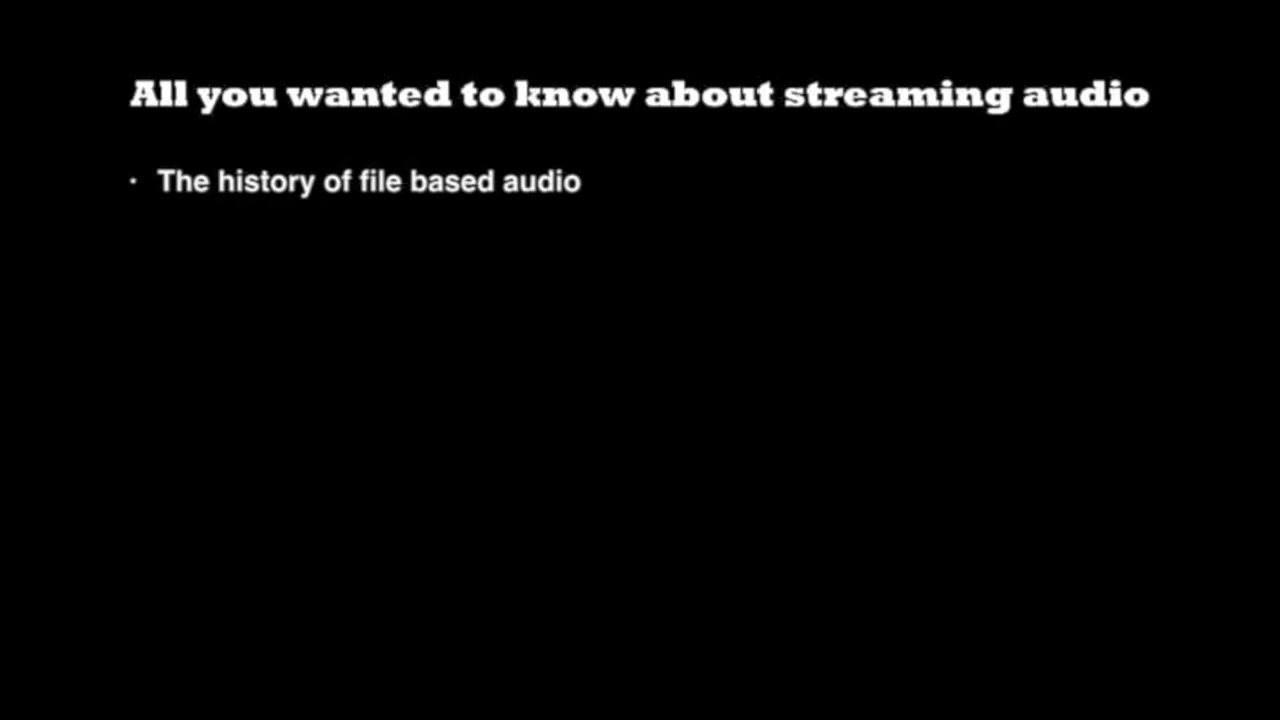 All you wanted to know about streaming audio
· The history of file based audio